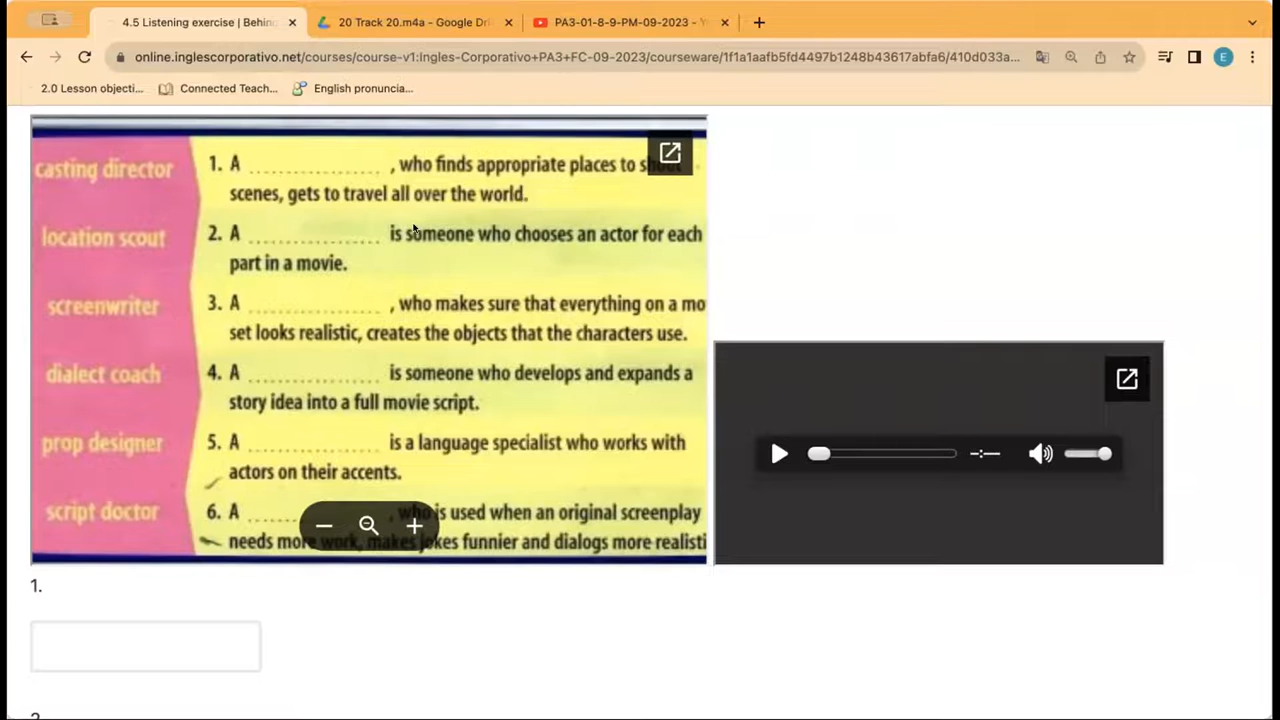 4.5 Listening exercise | Behin
20 Track 20.m4a - Google Dri
PA3-01-8-9-PM-09-2023 - Y
online.inglescorporativo.net/courses/course-v1:Ingles-Corporativo+PA3+FC-09-2023/courseware/1f1a1aafb5fd4497b1248b43617abfa6/410d033a...
E
2.0 Lesson objecti...
Connected Teach...
English pronuncia...
casting director
location scout
screenwriter
dialect coach
prop designer
script doctor
1. A .............................. , who finds appropriate places to shoot
scenes, gets to travel all over the world.
2. A .............................. is someone who chooses an actor for each
part in a movie.
3. A .............................. , who makes sure that everything on a mo
set looks realistic, creates the objects that the characters use.
4. A .............................. is someone who develops and expands a
story idea into a full movie script.
5. A .............................. is a language specialist who works with
actors on their accents.
6. A .............................. , who is used when an original screenplay
needs more work, makes jokes funnier and dialogs more realisti
1.
2.